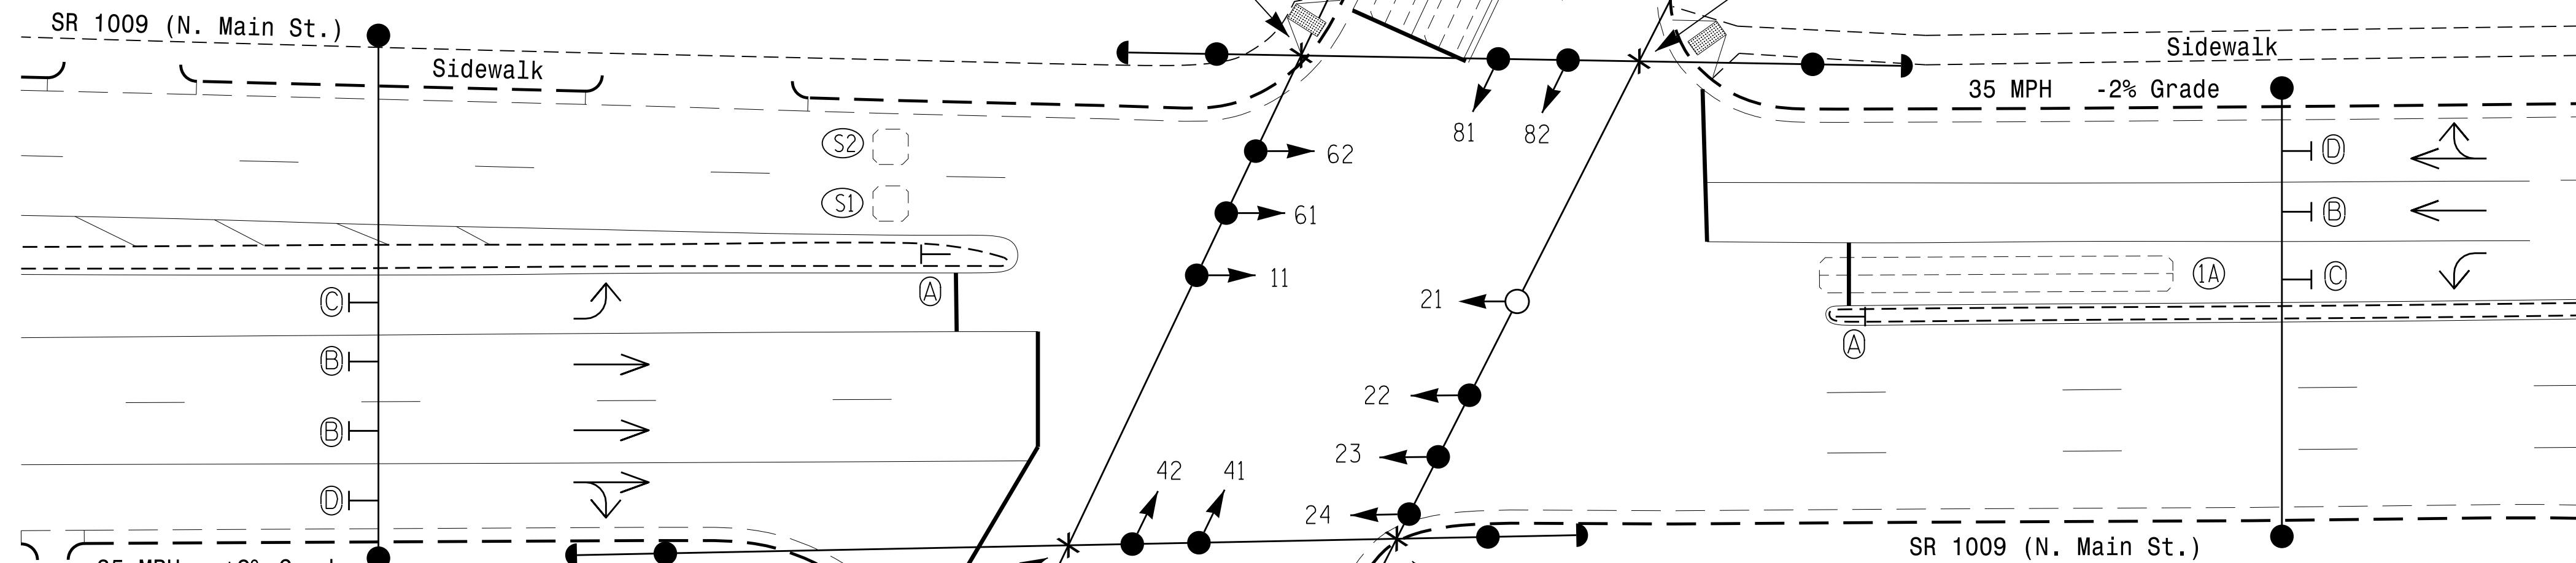 SR 1009 (N. Main St.)
Sidewalk
Sidewalk
35 MPH -2% Grade
81
82
S2
62
D
S1
61
B
11
1A
C
A
C
21
A
B
22
B
23
42
41
D
24
SR 1009 (N. Main St.)